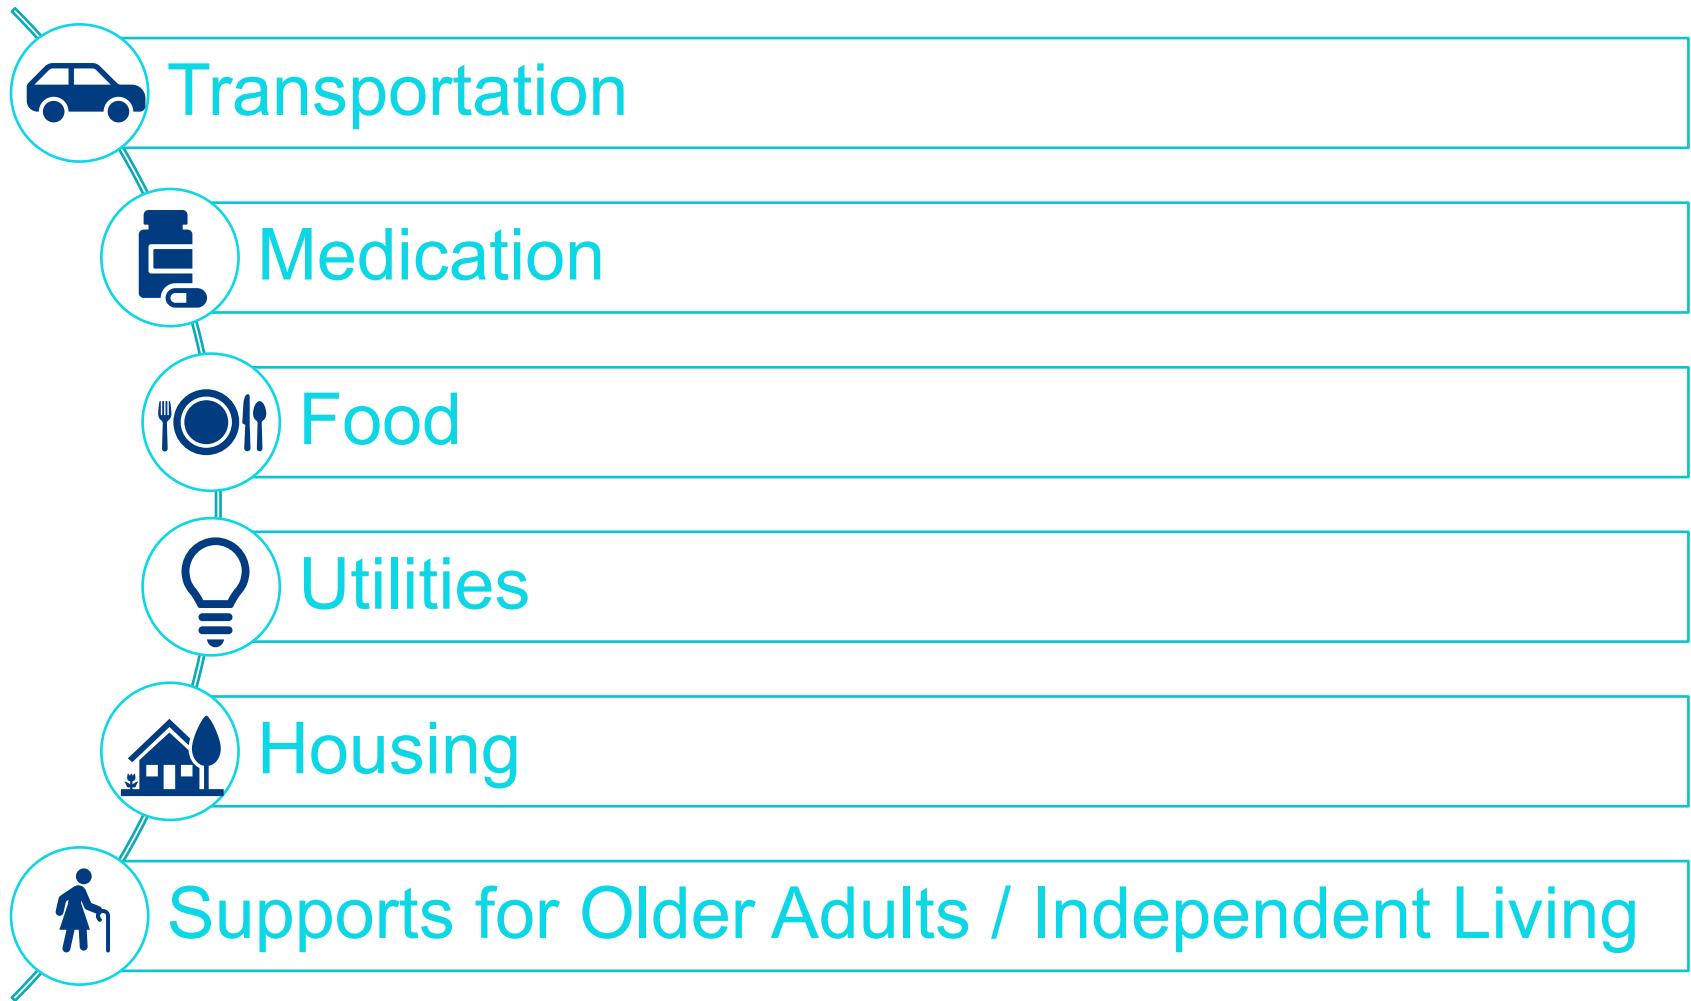 Transportation
Medication
Food
Utilities
Housing
Supports for Older Adults / Independent Living